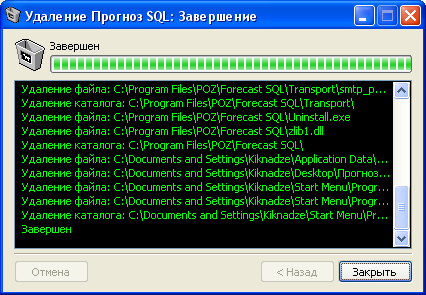 Удаление Прогноз SQL: Завершение
Завершен
Удаление файла: C:\Program Files\POZ\Forecast SQL\Transport\smtp_p...
Удаление каталога: C:\Program Files\POZ\Forecast SQL\Transport\
Удаление файла: C:\Program Files\POZ\Forecast SQL\Uninstall.exe
Удаление файла: C:\Program Files\POZ\Forecast SQL\zlib1.dll
Удаление каталога: C:\Program Files\POZ\Forecast SQL\
Удаление файла: C:\Documents and Settings\Kiknadze\Application Data\...
Удаление файла: C:\Documents and Settings\Kiknadze\Desktop\Прогноз...
Удаление файла: C:\Documents and Settings\Kiknadze\Start Menu\Progr...
Удаление файла: C:\Documents and Settings\Kiknadze\Start Menu\Progr...
Удаление каталога: C:\Documents and Settings\Kiknadze\Start Menu\Pr...
Завершен
Отмена
< Назад
Закрыть